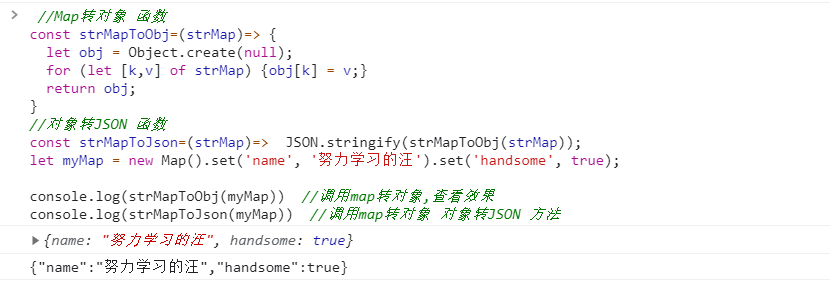 //Map转对象 函数
const strMapToObj=(strMap)=> {
  let obj = Object.create(null);
  for (let [k,v] of strMap) {obj[k] = v;}
  return obj;
}
//对象转JSON 函数
const strMapToJson=(strMap)=>  JSON.stringify(strMapToObj(strMap));
let myMap = new Map().set('name', '努力学习的汪').set('handsome', true);

console.log(strMapToObj(myMap))  //调用map转对象,查看效果
console.log(strMapToJson(myMap))  //调用map转对象 对象转JSON 方法
{name: "努力学习的汪", handsome: true}
{"name":"努力学习的汪","handsome":true}